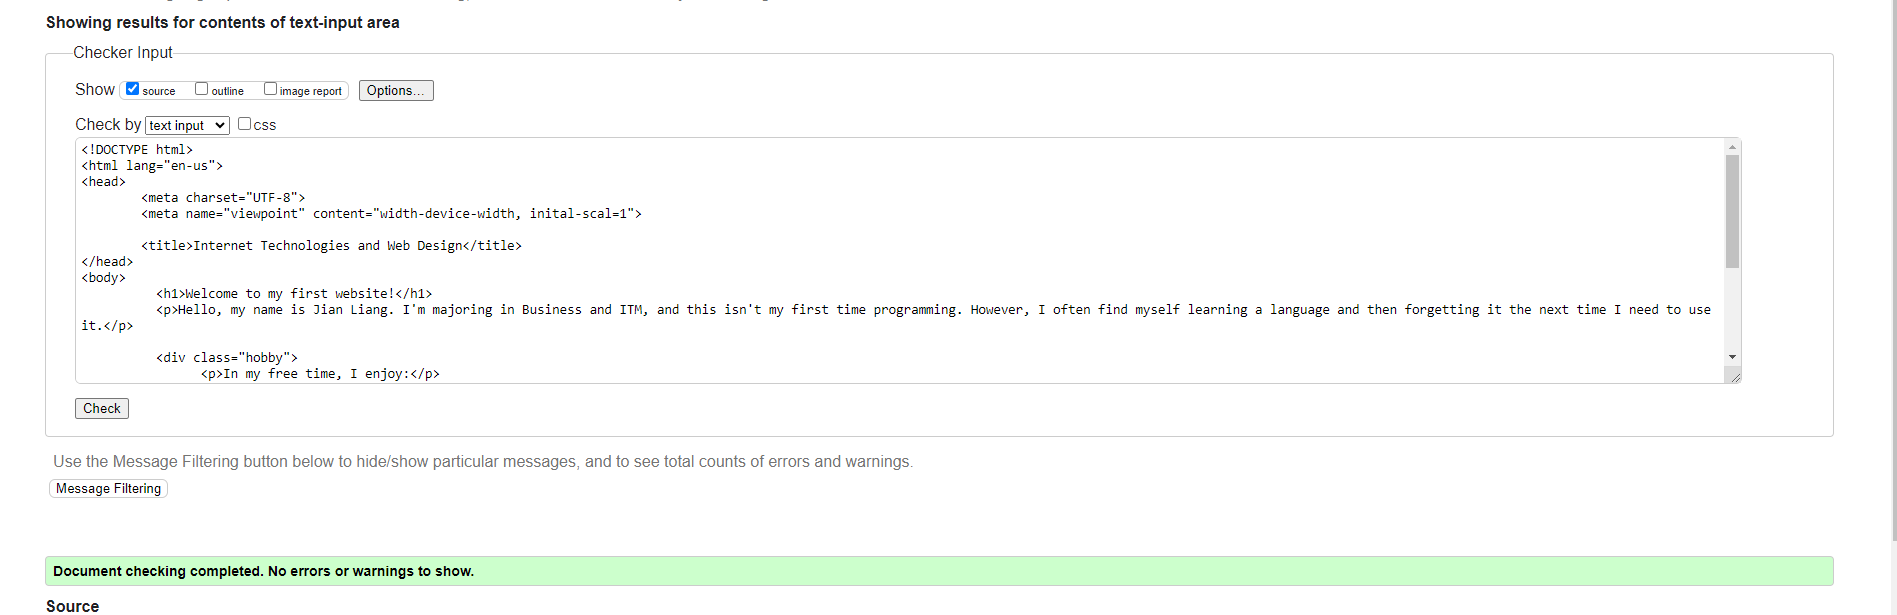 Showing results for contents of text-input area
Checker Input
Show source outline image report Options...
Check by text input css
<!DOCTYPE html>
<html lang="en-us">
<head>
<meta charset="UTF-8">
<meta name="viewpoint" content="width-device-width, inital-scal=1">
<title>Internet Technologies and Web Design</title>
</head>
<body>
<h1>Welcome to my first website!</h1>
<p>Hello, my name is Jian Liang. I'm majoring in Business and ITM, and this isn't my first time programming. However, I often find myself learning a language and then forgetting it the next time I need to use
it.</p>
<div class="hobby">
<p>In my free time, I enjoy:</p>
Check
Use the Message Filtering button below to hide/show particular messages, and to see total counts of errors and warnings.
Message Filtering
Document checking completed. No errors or warnings to show.
Source